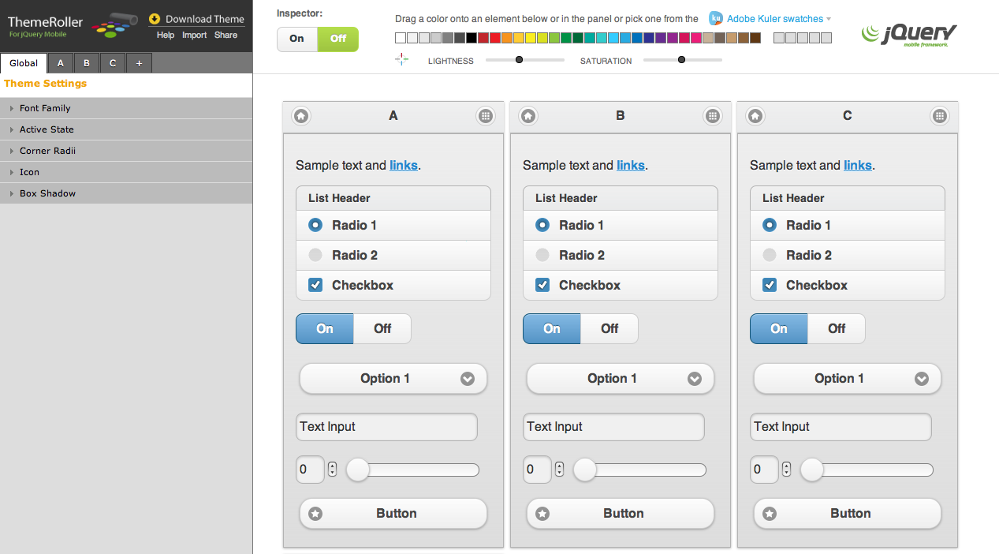 ThemeRoller
For jQuery Mobile
Download Theme
Help Import Share
Global A B C +
Theme Settings
Font Family
Active State
Corner Radii
Icon
Box Shadow
Inspector:
On Off
Drag a color onto an element below or in the panel or pick one from the ku Adobe Kuler swatches
LIGHTNESS SATURATION
jQuery
mobile framework.
A
Sample text and links.
List Header
Radio 1
Radio 2
Checkbox
On Off
Option 1
Text Input
0
Button
B
Sample text and links.
List Header
Radio 1
Radio 2
Checkbox
On Off
Option 1
Text Input
0
Button
C
Sample text and links.
List Header
Radio 1
Radio 2
Checkbox
On Off
Option 1
Text Input
0
Button